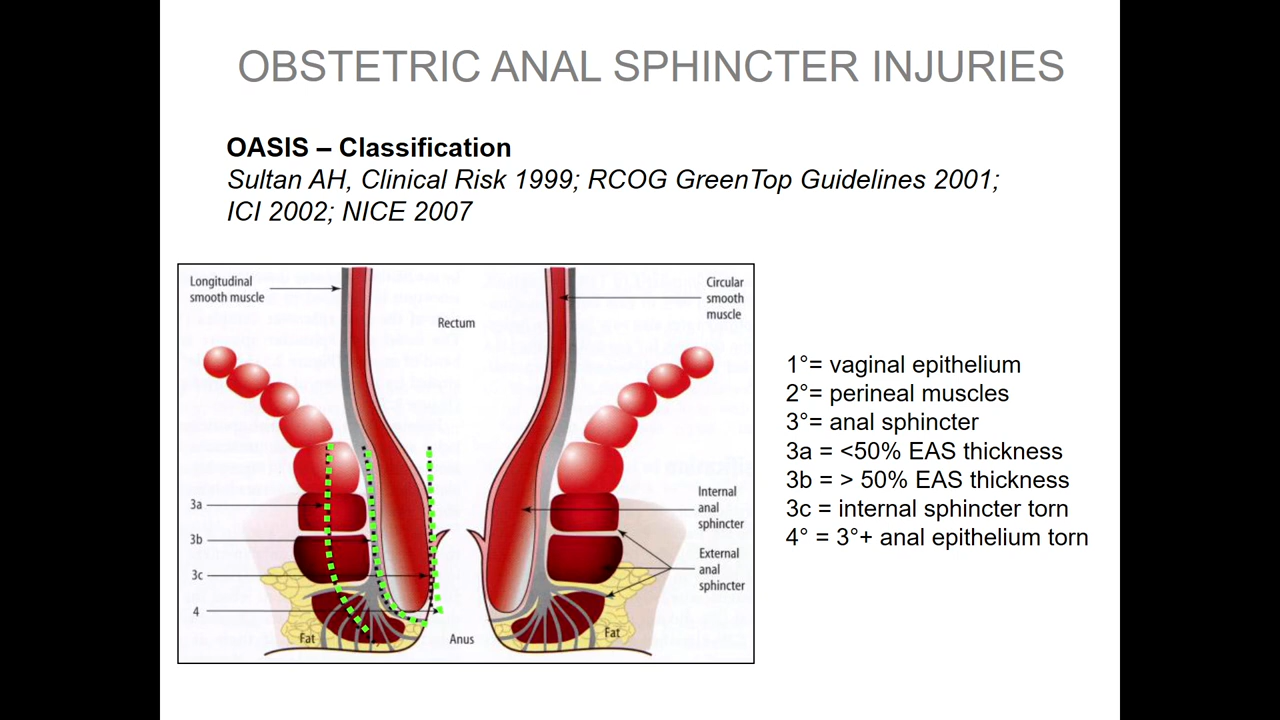 OBSTETRIC ANAL SPHINCTER INJURIES
OASIS – Classification
Sultan AH, Clinical Risk 1999; RCOG GreenTop Guidelines 2001;
ICI 2002; NICE 2007
Longitudinal
smooth muscle
Rectum
Circular
smooth
muscle
3a
3b
3c
4
Fat
Anus
Fat
Internal
anal
sphincter
External
anal
sphincter
1°= vaginal epithelium
2°= perineal muscles
3°= anal sphincter
3a = <50% EAS thickness
3b = > 50% EAS thickness
3c = internal sphincter torn
4° = 3°+ anal epithelium torn